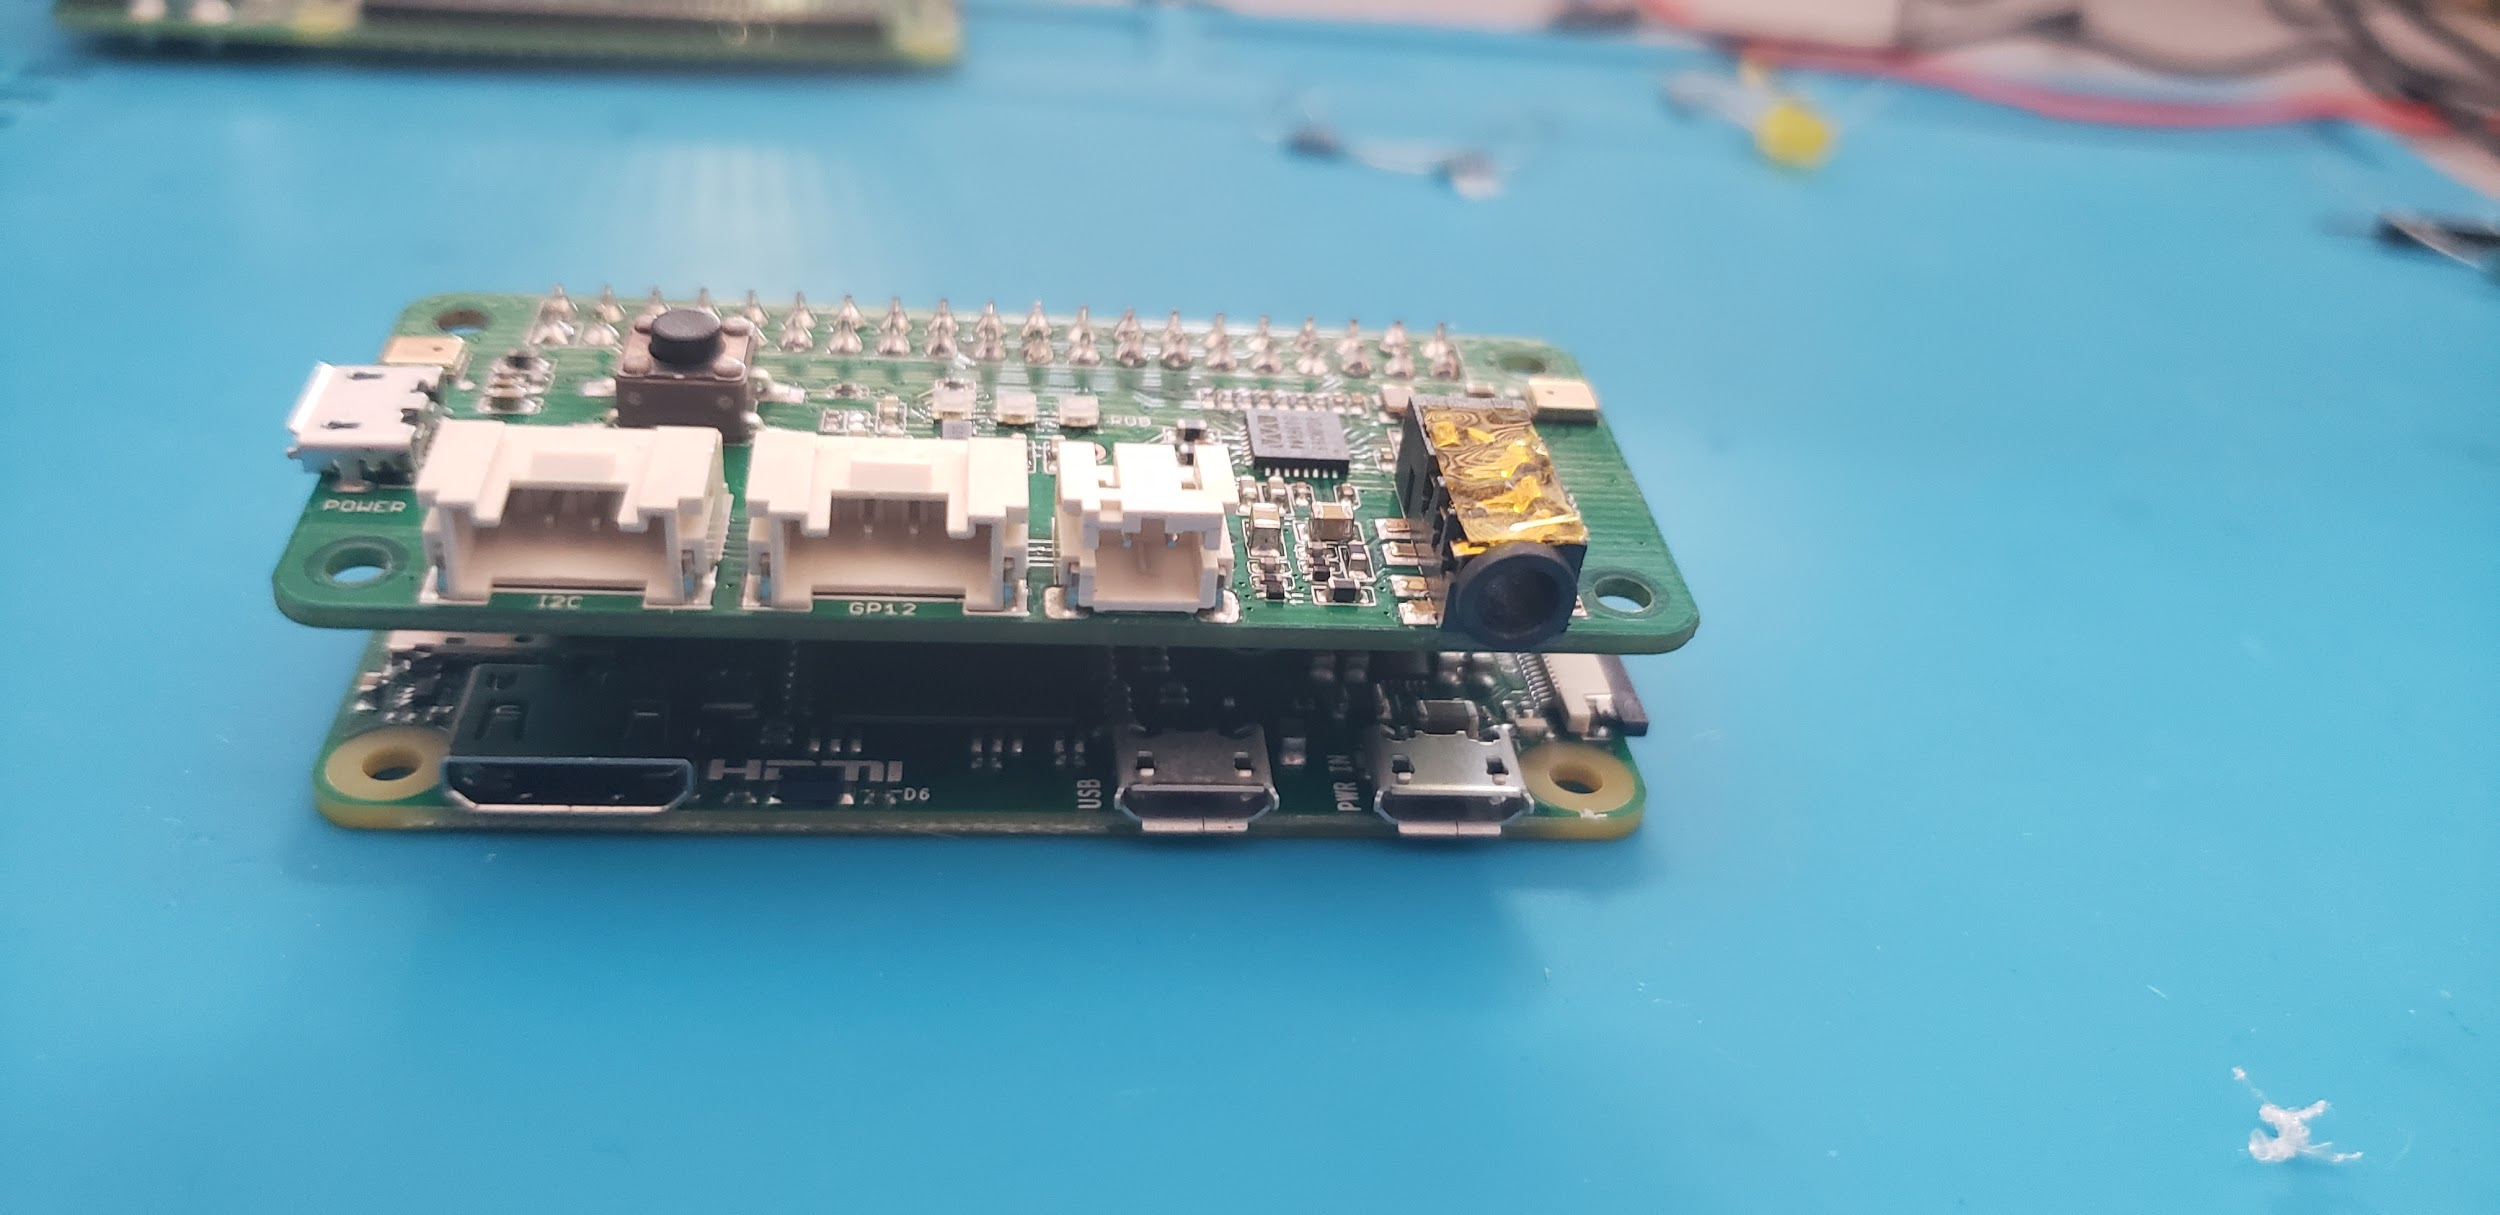 POWER
I2C
GP12
HDMI
D6
USB
PWR IN